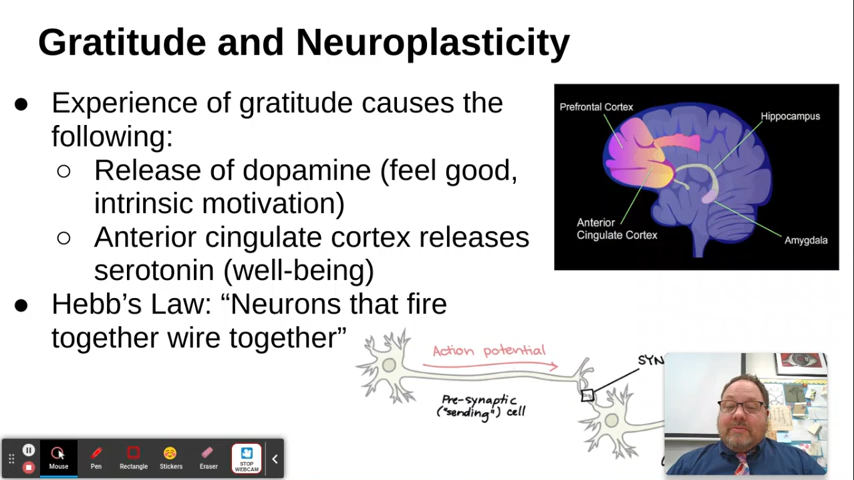 Gratitude and Neuroplasticity
● Experience of gratitude causes the
following:
○ Release of dopamine (feel good,
intrinsic motivation)
○ Anterior cingulate cortex releases
serotonin (well-being)
● Hebb’s Law: “Neurons that fire
together wire together”
Prefrontal Cortex
Hippocampus
Anterior
Cingulate Cortex
Amygdala
Action potential
SYN
Pre-synaptic
("sending") cell
Mouse
Pen
Rectangle
Stickers
Eraser
STOP
WEBCAM